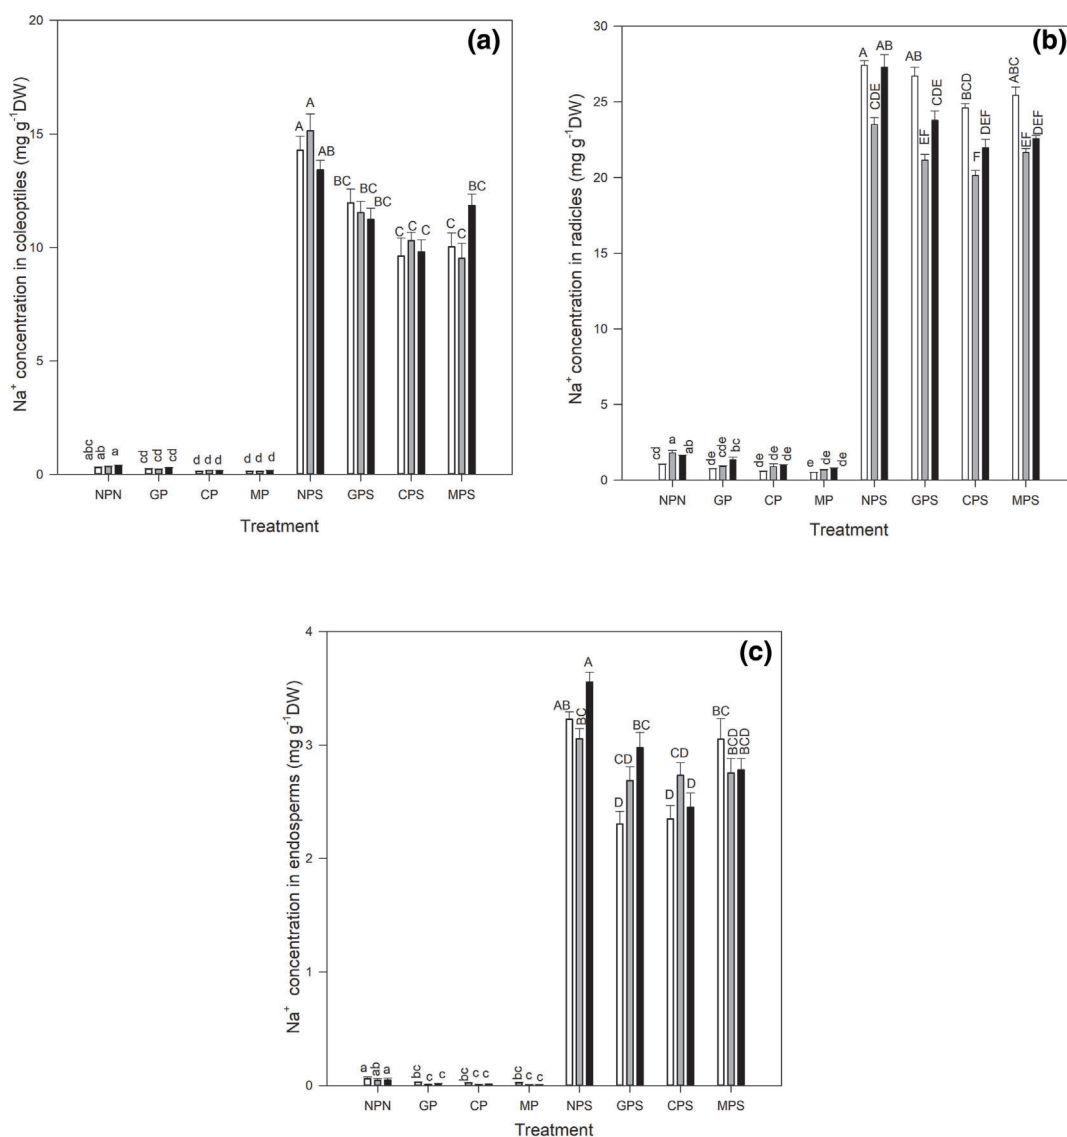 (a)
Na+ concentration in coleoptiles (mg g-1DW)
20
15
10
5
0
A A AB
BC BC BC
C C C
C C BC
abc ab a
cd cd cd
d d d
d d d
NPN GP CP MP NPS GPS CPS MPS
Treatment
(b)
Na+ concentration in radicles (mg g-1DW)
30
25
20
15
10
5
0
A CDE AB
AB EF CDE
BCD F DEF
ABC EF DEF
cd a ab
de cde bc
de de de
e de de
NPN GP CP MP NPS GPS CPS MPS
Treatment
(c)
Na+ concentration in endosperms (mg g-1DW)
4
3
2
1
0
AB BC A
D CD BC
D CD D
BC BCD BCD
a ab a
bc c c
bc c c
bc c c
NPN GP CP MP NPS GPS CPS MPS
Treatment